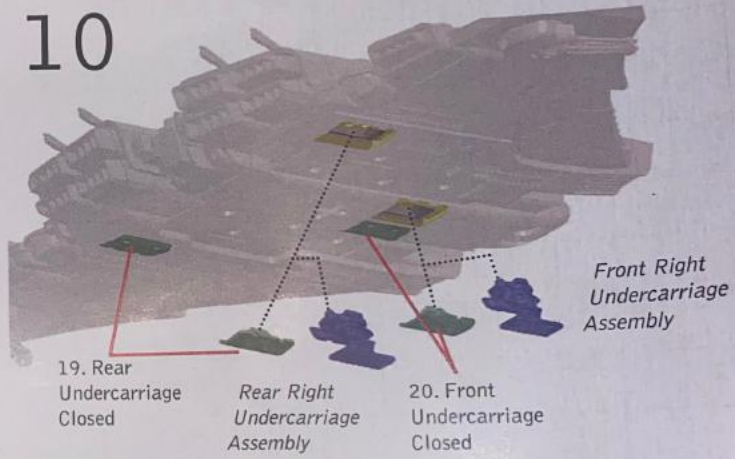 10
Front Right
Undercarriage
Assembly
19. Rear
Undercarriage
Closed
Rear Right
Undercarriage
Assembly
20. Front
Undercarriage
Closed